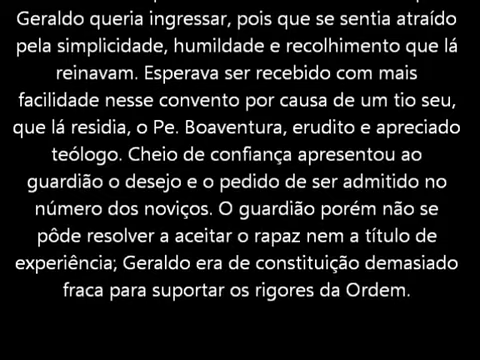 Geraldo queria ingressar, pois que se sentia atraído
pela simplicidade, humildade e recolhimento que lá
reinavam. Esperava ser recebido com mais
facilidade nesse convento por causa de um tio seu,
que lá residia, o Pe. Boaventura, erudito e apreciado
teólogo. Cheio de confiança apresentou ao
guardião o desejo e o pedido de ser admitido no
número dos noviços. O guardião porém não se
pôde resolver a aceitar o rapaz nem a título de
experiência; Geraldo era de constituição demasiado
fraca para suportar os rigores da Ordem.